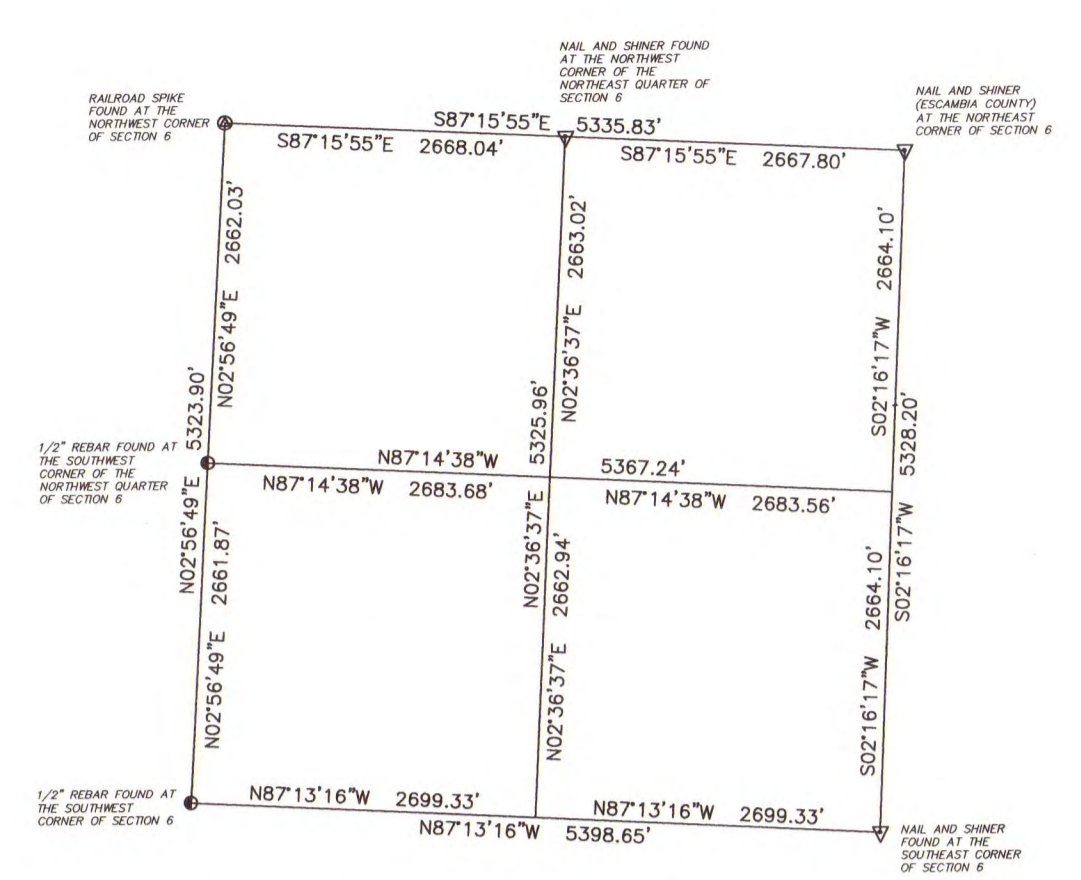 NAIL AND SHINER FOUND
AT THE NORTHWEST
CORNER OF THE
NORTHEAST QUARTER OF
SECTION 6
RAILROAD SPIKE
FOUND AT THE
NORTHWEST CORNER
OF SECTION 6
NAIL AND SHINER
(ESCAMBIA COUNTY)
AT THE NORTHEAST
CORNER OF SECTION 6
S87°15'55"E 5335.83'
S87°15'55"E 2668.04'
S87°15'55"E 2667.80'
N02°56'49"E 2662.03'
N02°36'37"E 2663.02'
S02°16'17"W 2664.10'
5323.90'
5325.96'
5328.20'
1/2" REBAR FOUND AT
THE SOUTHWEST
CORNER OF THE
NORTHWEST QUARTER
OF SECTION 6
N87°14'38"W 5367.24'
N87°14'38"W 2683.68'
N87°14'38"W 2683.56'
N02°56'49"E
N02°56'49"E 2661.87'
N02°36'37"E
N02°36'37"E 2662.94'
S02°16'17"W 2664.10'
S02°16'17"W
1/2" REBAR FOUND AT
THE SOUTHWEST
CORNER OF SECTION 6
N87°13'16"W 2699.33'
N87°13'16"W 2699.33'
N87°13'16"W 5398.65'
NAIL AND SHINER
FOUND AT THE
SOUTHEAST CORNER
OF SECTION 6